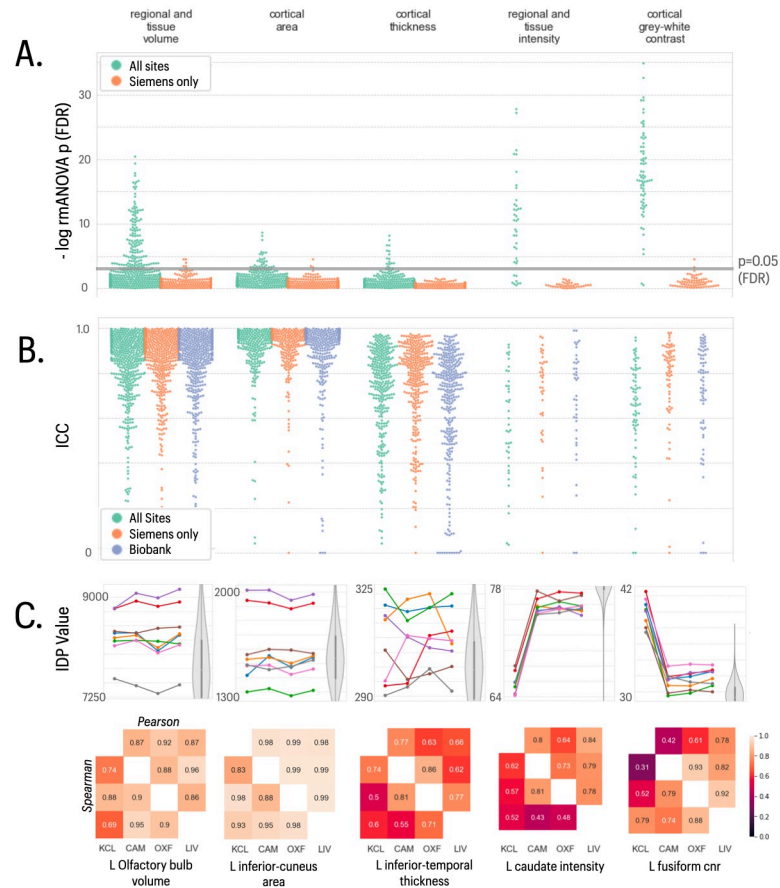 regional and
tissue
volume
cortical
area
cortical
thickness
regional and
tissue
intensity
cortical
grey-white
contrast
A.
All sites
Siemens only
- log rmANOVA p (FDR)
30
20
10
0
p=0.05
(FDR)
B.
1.0
ICC
0
All Sites
Siemens only
Biobank
C.
IDP Value
9000
7250
2000
1300
325
290
78
64
42
30
Pearson
Spearman
0.87 0.92 0.87
0.74 0.88 0.96
0.88 0.9 0.86
0.69 0.95 0.9
KCL CAM OXF LIV
L Olfactory bulb
volume
0.98 0.99 0.98
0.83 0.99 0.99
0.98 0.88 0.99
0.93 0.95 0.98
KCL CAM OXF LIV
L inferior-cuneus
area
0.77 0.63 0.66
0.74 0.86 0.62
0.5 0.81 0.77
0.6 0.55 0.71
KCL CAM OXF LIV
L inferior-temporal
thickness
0.8 0.64 0.84
0.62 0.73 0.79
0.57 0.81 0.78
0.52 0.43 0.48
KCL CAM OXF LIV
L caudate intensity
0.42 0.61 0.78
0.31 0.93 0.82
0.52 0.79 0.92
0.79 0.74 0.88
KCL CAM OXF LIV
L fusiform cnr
1.0
0.8
0.6
0.4
0.2
0.0